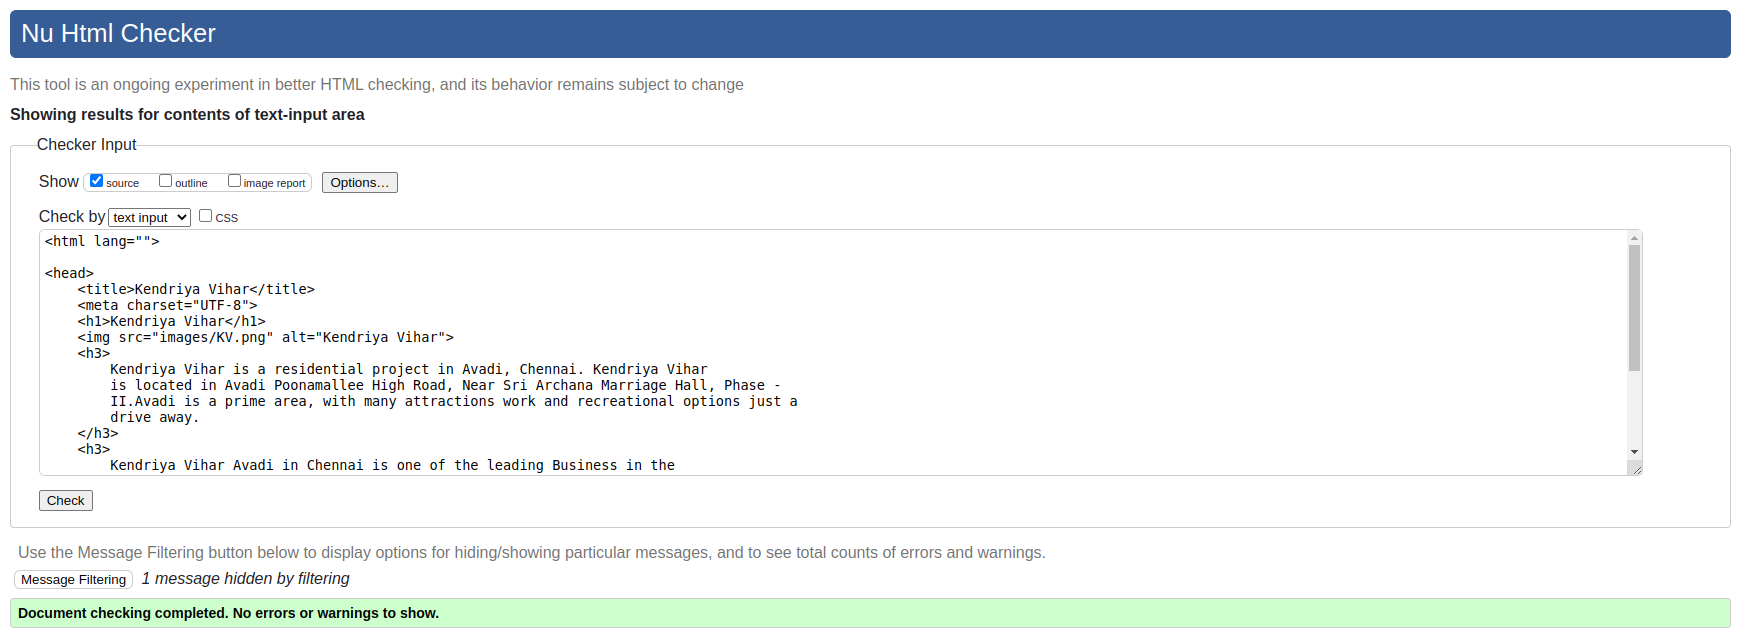 Nu Html Checker
This tool is an ongoing experiment in better HTML checking, and its behavior remains subject to change
Showing results for contents of text-input area
Checker Input
Show source outline image report Options...
Check by text input CSS
<html lang="">
<head>
<title>Kendriya Vihar</title>
<meta charset="UTF-8">
<h1>Kendriya Vihar</h1>
<img src="images/KV.png" alt="Kendriya Vihar">
<h3>
Kendriya Vihar is a residential project in Avadi, Chennai. Kendriya Vihar
is located in Avadi Poonamallee High Road, Near Sri Archana Marriage Hall, Phase -
II.Avadi is a prime area, with many attractions work and recreational options just a
drive away.
</h3>
<h3>
Kendriya Vihar Avadi in Chennai is one of the leading Business in the
Check
Use the Message Filtering button below to display options for hiding/showing particular messages, and to see total counts of errors and warnings.
Message Filtering 1 message hidden by filtering
Document checking completed. No errors or warnings to show.